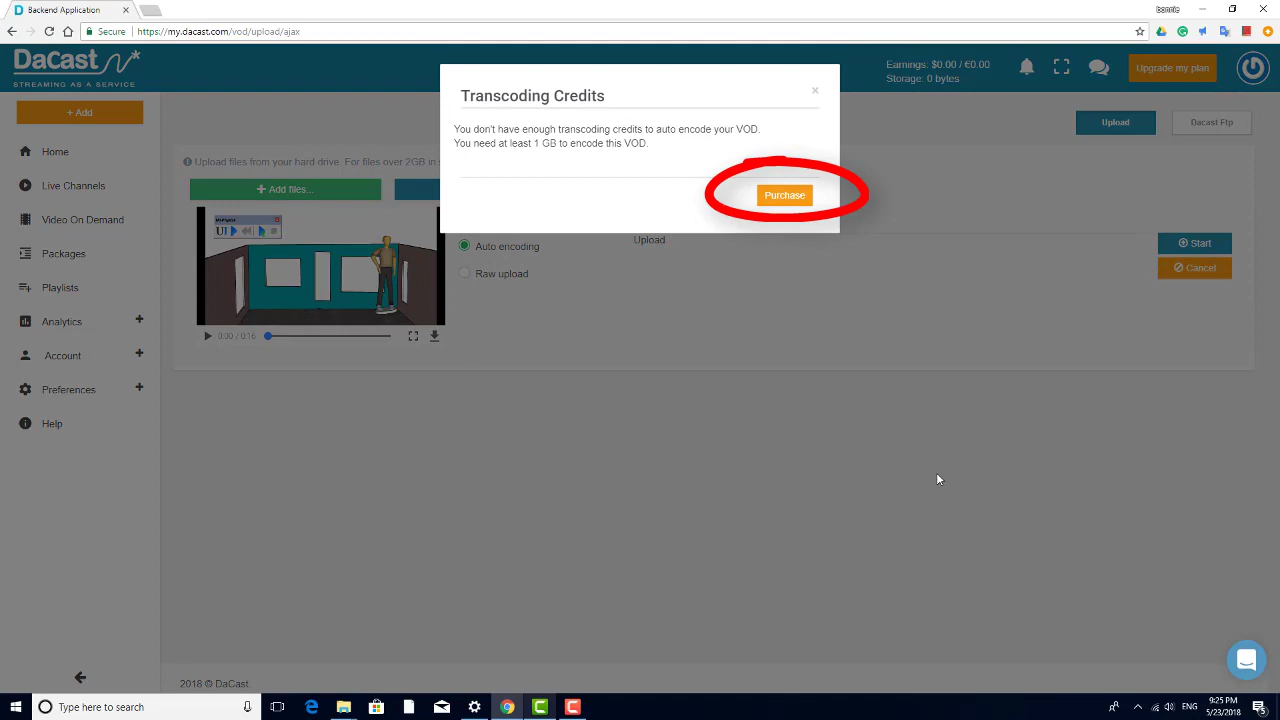 Backend Application
bonnie
Secure
https://my.dacast.com/vod/upload/ajax
DaCast
STREAMING AS A SERVICE
Earnings: $0.00 / €0.00
Storage: 0 bytes
Upgrade my plan
+ Add
Home
Live Channels
Video On Demand
Packages
Playlists
Analytics
Account
Preferences
Help
Upload
Dacast Ftp
Upload files from your hard drive. For files over 2GB in s
Add files...
Transcoding Credits
×
You don't have enough transcoding credits to auto encode your VOD.
You need at least 1 GB to encode this VOD.
Purchase
UI
0:00 / 0:16
Auto encoding
Raw upload
Upload
Start
Cancel
2018 © DaCast
Type here to search
ENG
9:25 PM
5/23/2018